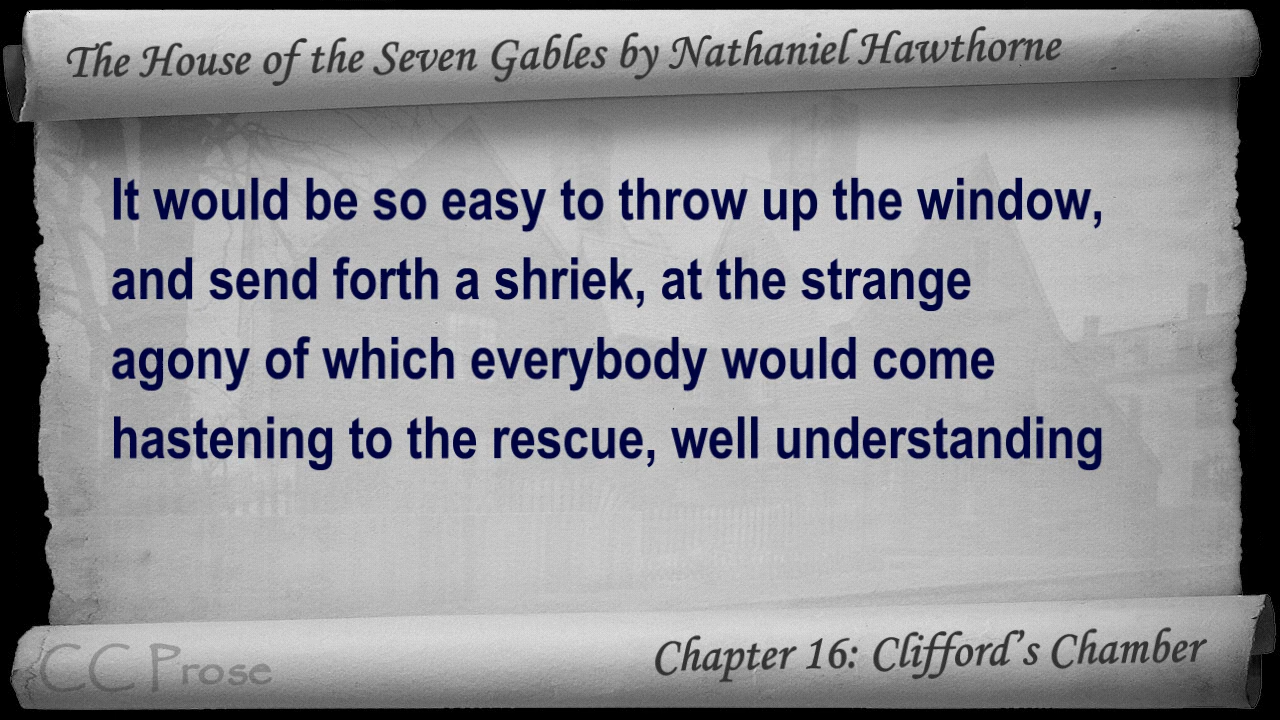 The House of the Seven Gables by Nathaniel Hawthorne
It would be so easy to throw up the window,
and send forth a shriek, at the strange
agony of which everybody would come
hastening to the rescue, well understanding
CC Prose
Chapter 16: Clifford's Chamber